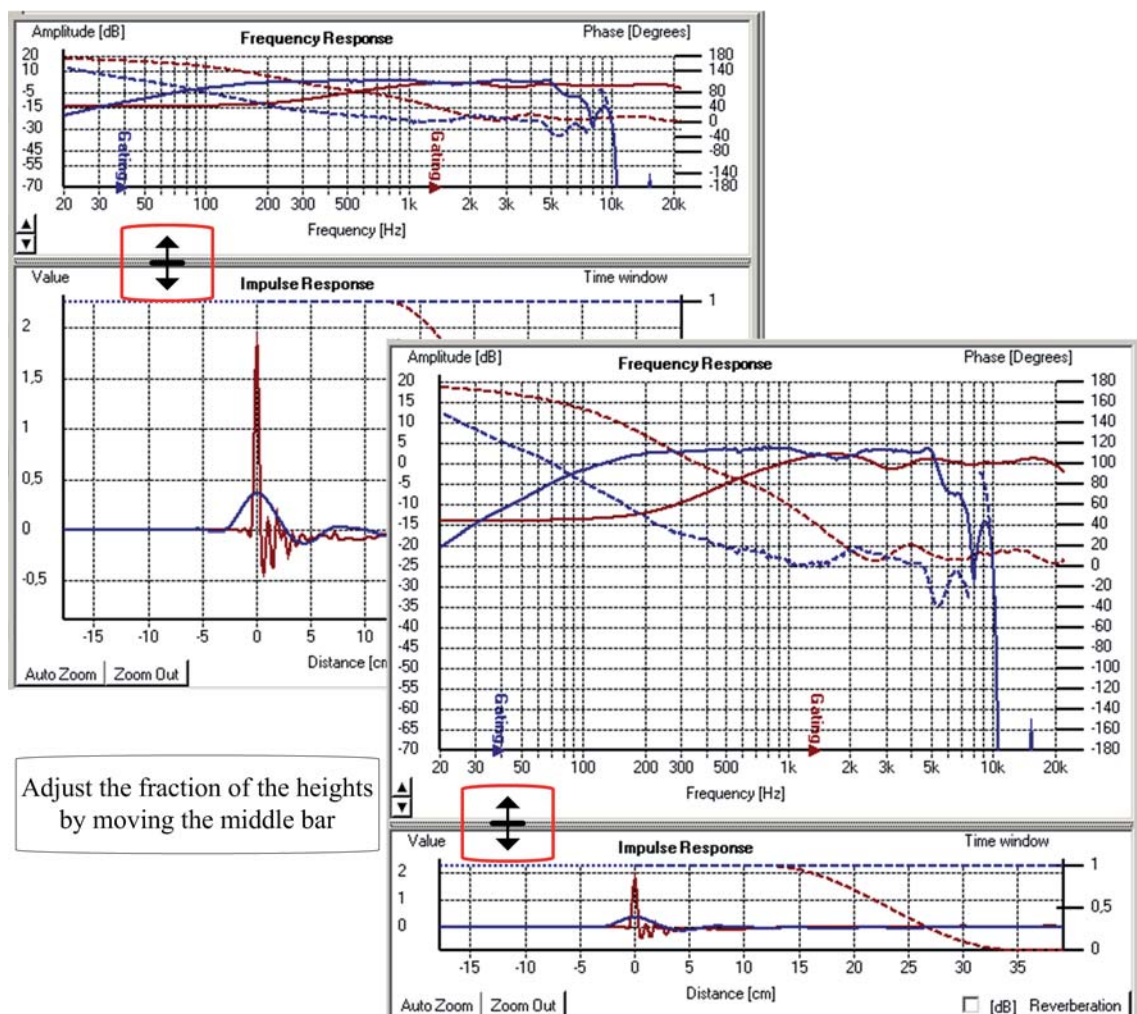 Amplitude [dB] Frequency Response Phase [Degrees]
20 180
10 140
-5 80
-15 40
0
-30 -40
-45 -80
-55 -140
-70 -180
Gating Gating
20 30 50 100 200 300 500 1k 2k 3k 5k 10k 20k
Frequency [Hz]
Value Impulse Response Time window
1
2
1,5
1
0,5
0
-0,5
-15 -10 -5 0 5 10
Distance [cm
Auto Zoom Zoom Out
Amplitude [dB] Frequency Response Phase [Degrees]
20 180
15 160
10 140
5 120
0 100
-5 80
-10 60
-15 40
-20 20
-25 0
-30 -20
-35 -40
-40 -60
-45 -80
-50 -100
-55 -120
-60 -140
-65 -160
-70 -180
Gating Gating
20 30 50 100 200 300 500 1k 2k 3k 5k 10k 20k
Frequency [Hz]
Value Impulse Response Time window
2 1
1 0,5
0 0
-15 -10 -5 0 5 10 15 20 25 30 35
Distance [cm]
Auto Zoom Zoom Out [dB] Reverberation
Adjust the fraction of the heights
by moving the middle bar